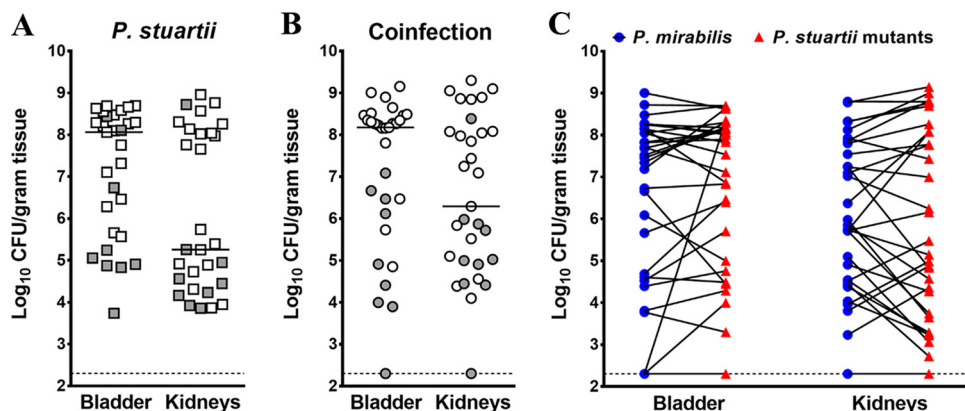 A
P. stuartii
Log10 CFU/gram tissue
10
9
8
7
6
5
4
3
2
Bladder Kidneys
B
Coinfection
Log10 CFU/gram tissue
10
9
8
7
6
5
4
3
2
Bladder Kidneys
C
P. mirabilis P. stuartii mutants
Log10 CFU/gram tissue
10
9
8
7
6
5
4
3
2
Bladder Kidneys